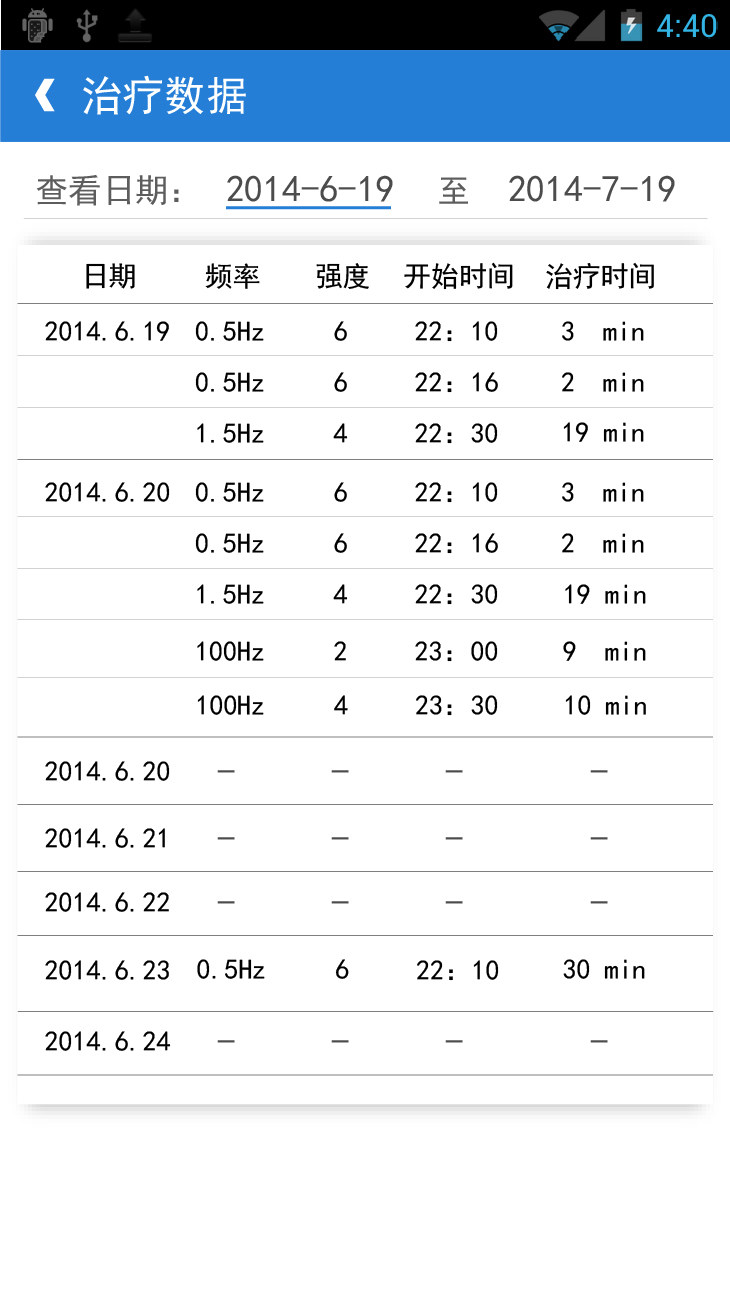 4:40
治疗数据
查看日期： 2014-6-19 至 2014-7-19
日期 频率 强度 开始时间 治疗时间
2014.6.19 0.5Hz 6 22：10 3 min
0.5Hz 6 22：16 2 min
1.5Hz 4 22：30 19 min
2014.6.20 0.5Hz 6 22：10 3 min
0.5Hz 6 22：16 2 min
1.5Hz 4 22：30 19 min
100Hz 2 23：00 9 min
100Hz 4 23：30 10 min
2014.6.20 — — — —
2014.6.21 — — — —
2014.6.22 — — — —
2014.6.23 0.5Hz 6 22：10 30 min
2014.6.24 — — — —